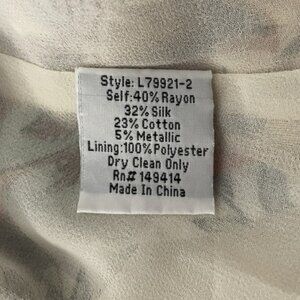 Style: L79921-2
Self:40% Rayon
32% Silk
23% Cotton
5% Metallic
Lining:100% Polyester
Dry Clean Only
Rn# 149414
Made In China